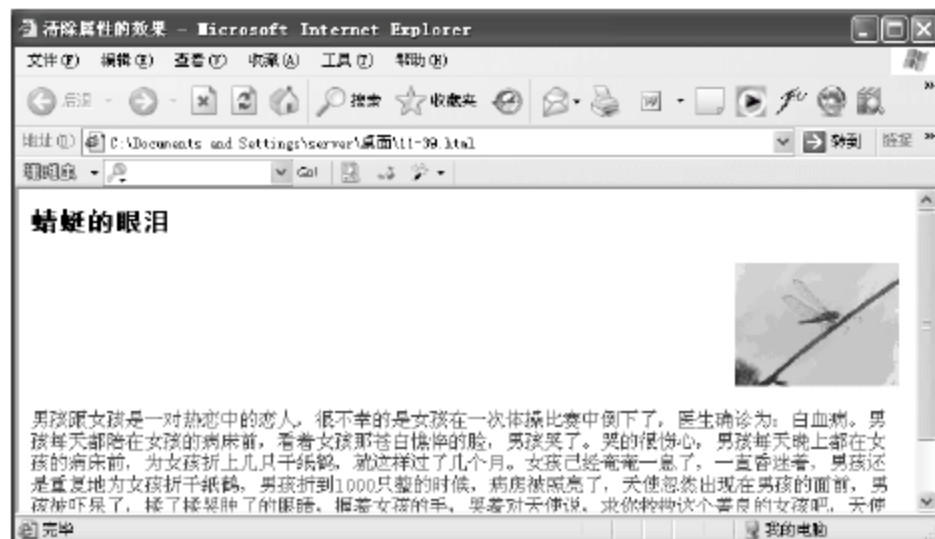 清除属性的效果 - Microsoft Internet Explorer
文件(F) 编辑(E) 查看(V) 收藏(A) 工具(T) 帮助(H)
后退 搜索 收藏夹
地址(D) C:\Documents and Settings\server\桌面\11-39.html 转到 链接
Go!
蜻蜓的眼泪
男孩跟女孩是一对热恋中的恋人，很不幸的是女孩在一次体操比赛中倒下了，医生确诊为：白血病。男
孩每天都陪在女孩的病床前，看着女孩那苍白憔悴的脸，男孩哭了。哭的很伤心，男孩每天晚上都在女
孩的病床前，为女孩折上几只千纸鹤，就这样过了几个月。女孩已经奄奄一息了，一直昏迷着，男孩还
是重复地为女孩折千纸鹤，男孩折到1000只整的时候，病房被照亮了，天使忽然出现在男孩的面前，男
孩被吓呆了，揉了揉哭肿了的眼睛，握着女孩的手，哭着对天使说，求你救救这个善良的女孩吧，天使
完毕 我的电脑